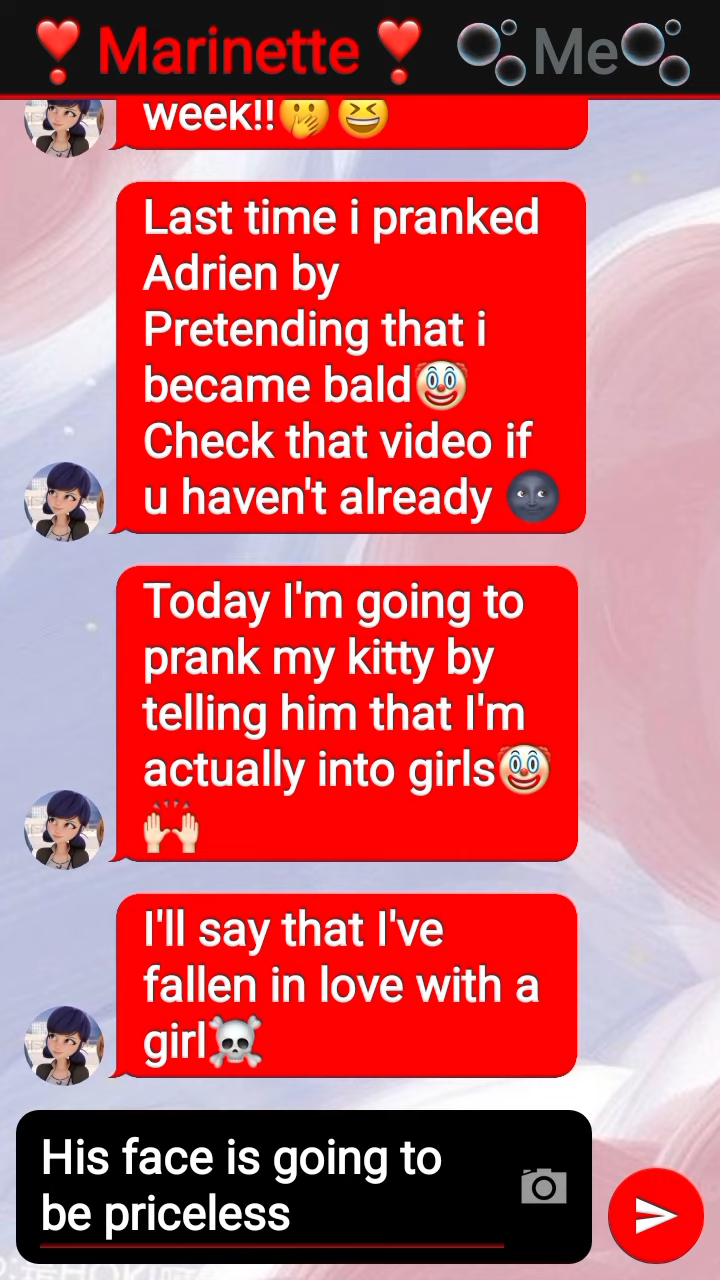 ❣️Marinette❣️ 🫧Me🫧
week!!🤭😆
Last time i pranked
Adrien by
Pretending that i
became bald🤡
Check that video if
u haven't already 🌚
Today I'm going to
prank my kitty by
telling him that I'm
actually into girls🤡
🙌🏻
I'll say that I've
fallen in love with a
girl☠️
His face is going to
be priceless